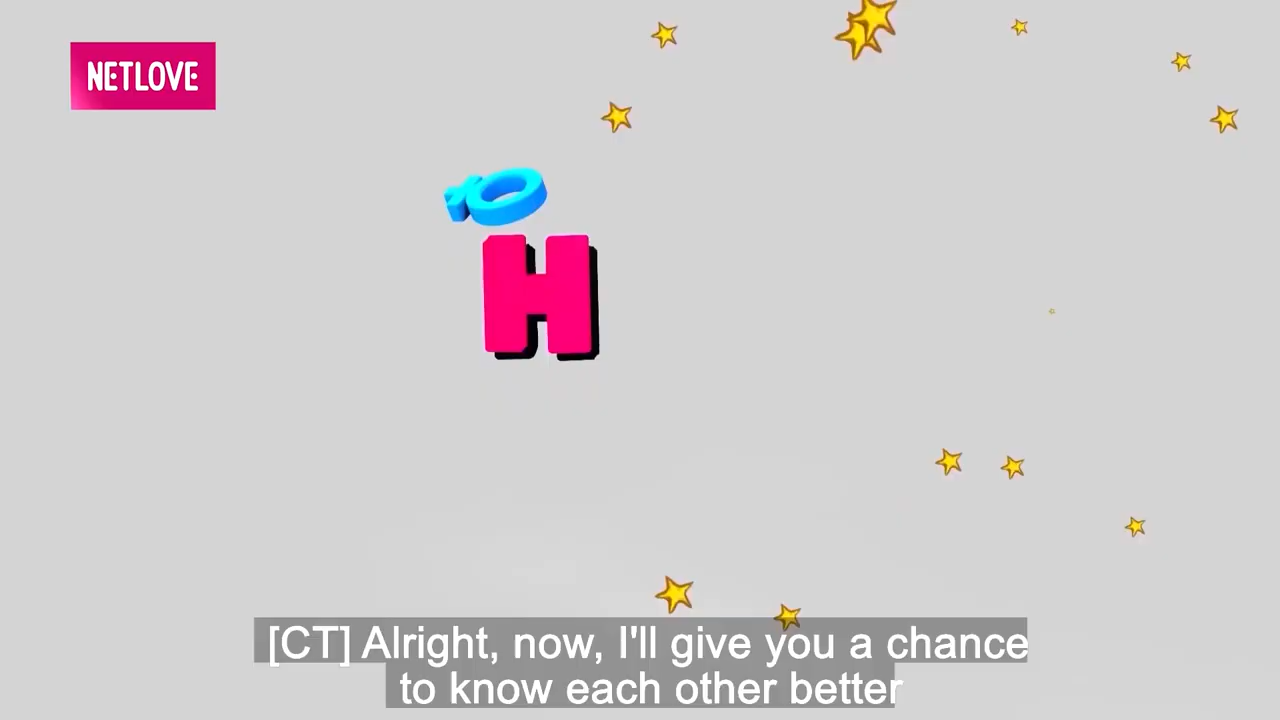 NETLOVE
H
[CT] Alright, now, I'll give you a chance
to know each other better